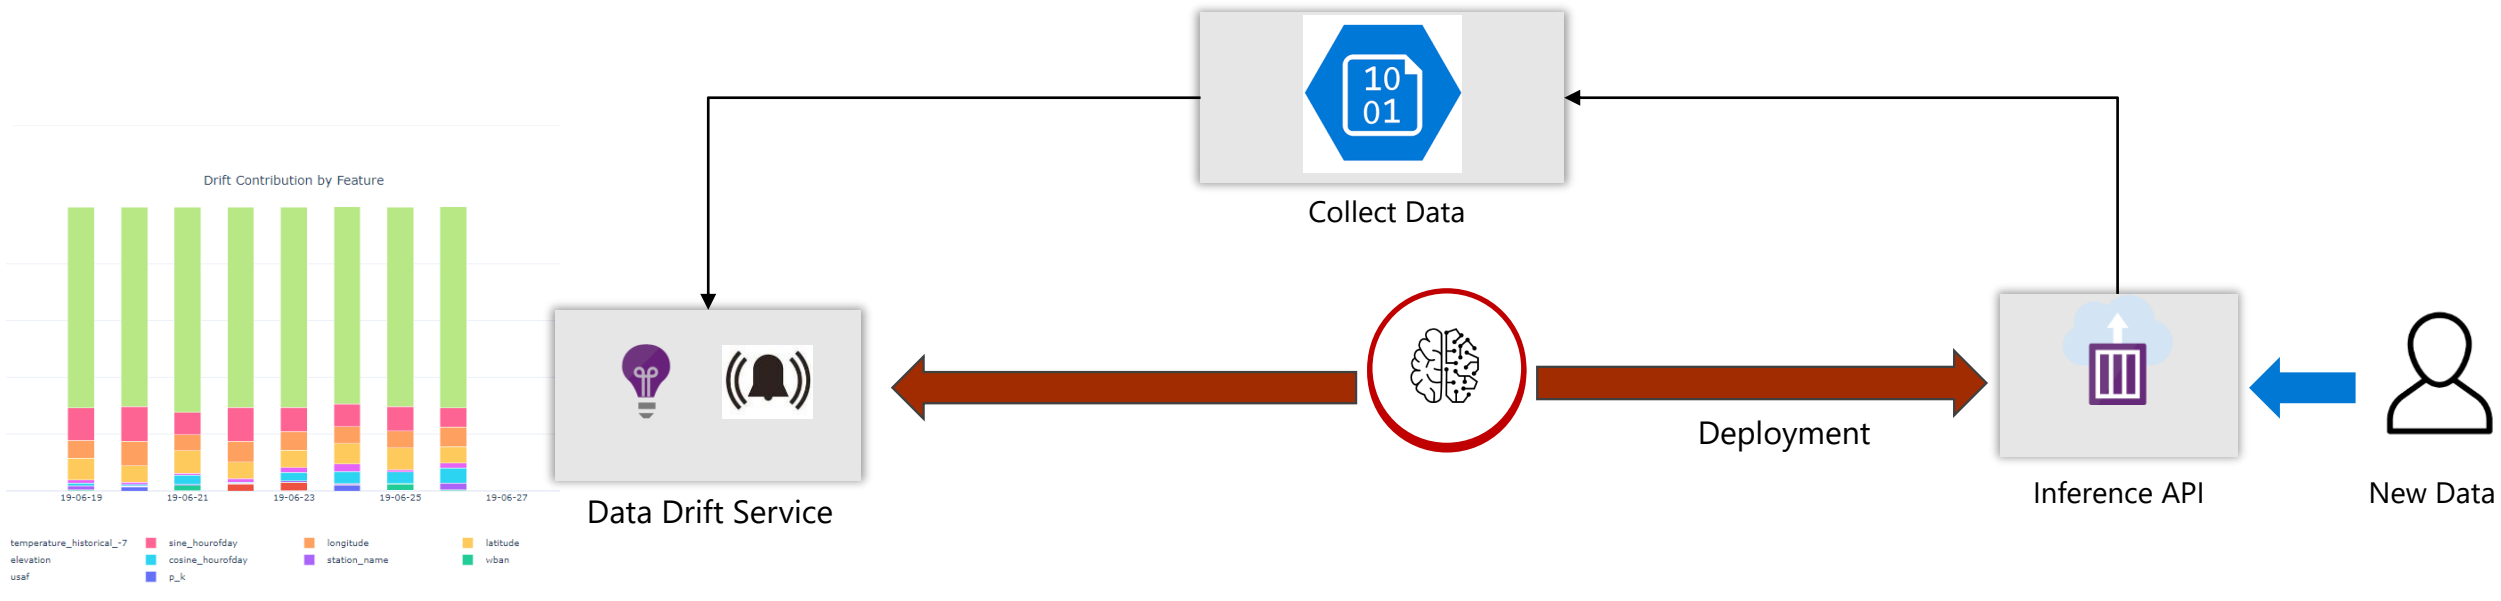 10
01
Collect Data
Drift Contribution by Feature
19-06-19
19-06-21
19-06-23
19-06-25
19-06-27
temperature_historical_-7
sine_hourofday
longitude
latitude
elevation
cosine_hourofday
station_name
wban
usaf
p_k
Data Drift Service
Deployment
Inference API
New Data